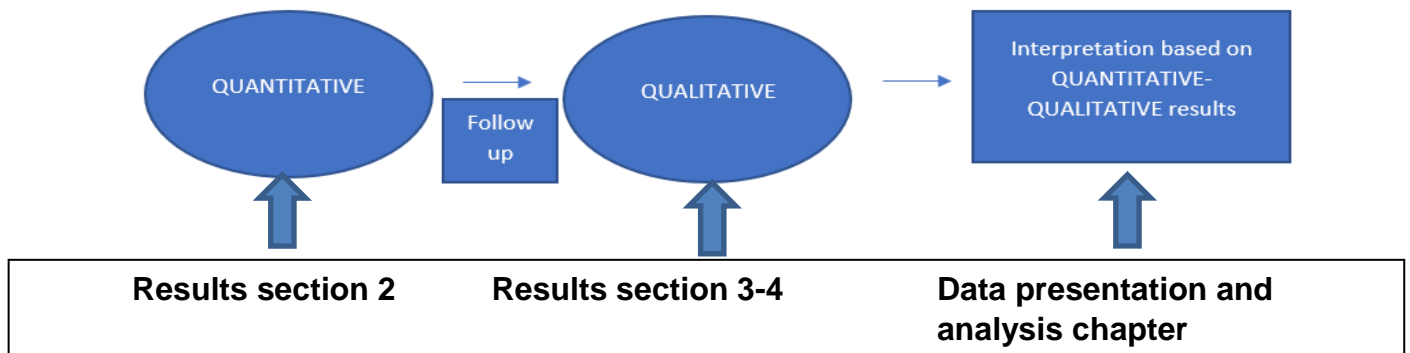 QUANTITATIVE
Follow
up
QUALITATIVE
Interpretation based on
QUANTITATIVE-
QUALITATIVE results
Results section 2
Results section 3-4
Data presentation and
analysis chapter